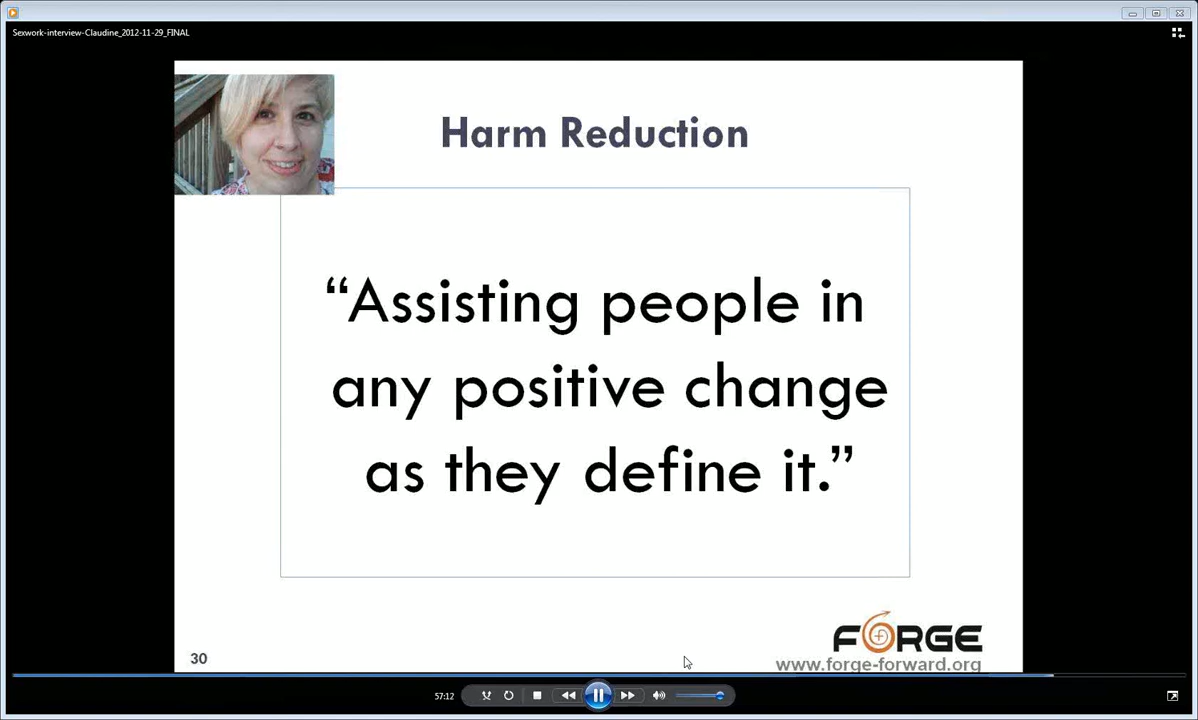 Sexwork-interview-Claudine_2012-11-29_FINAL
Harm Reduction
“Assisting people in
any positive change
as they define it.”
FORGE
www.forge-forward.org
30
57:12